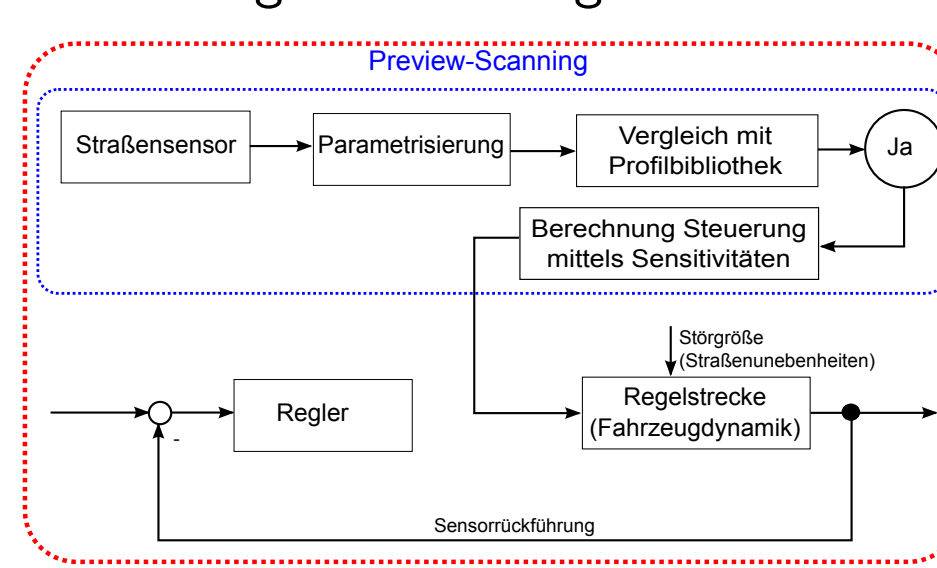 Preview-Scanning
Straßensensor
Parametrisierung
Vergleich mit
Profilbibliothek
Ja
Berechnung Steuerung
mittels Sensitivitäten
Störgröße
(Straßenunebenheiten)
Regler
Regelstrecke
(Fahrzeugdynamik)
-
Sensorrückführung